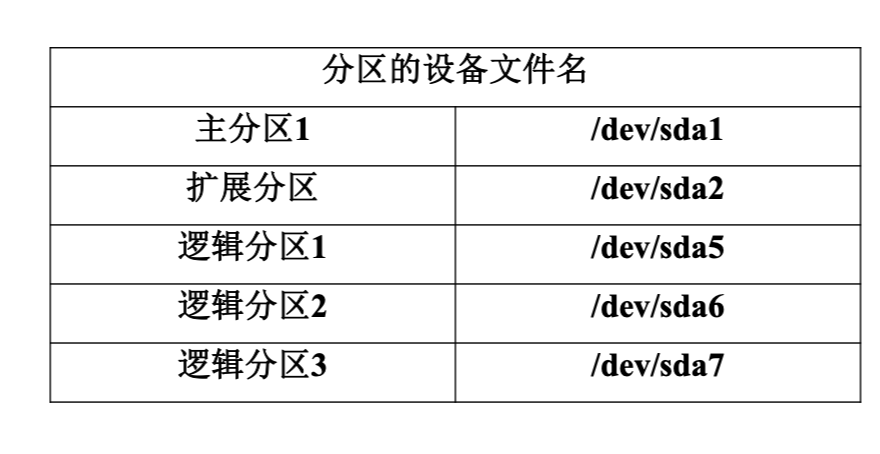 分区的设备文件名
主分区1 /dev/sda1
扩展分区 /dev/sda2
逻辑分区1 /dev/sda5
逻辑分区2 /dev/sda6
逻辑分区3 /dev/sda7